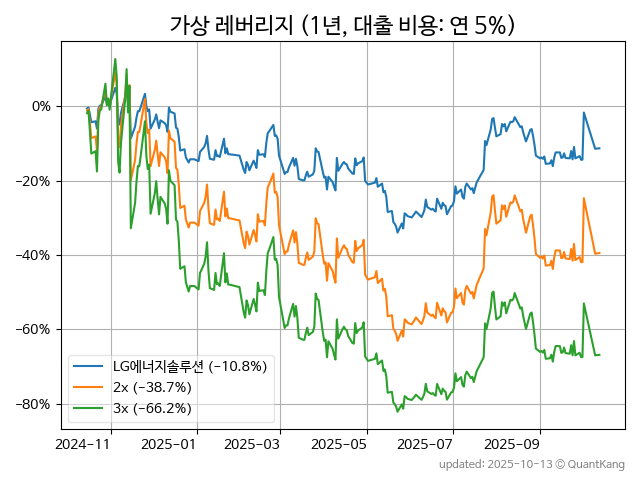 가상 레버리지 (1년, 대출 비용: 연 5%)
0%
−20%
−40%
−60%
−80%
LG에너지솔루션 (−10.8%)
2x (−38.7%)
3x (−66.2%)
2024-11 2025-01 2025-03 2025-05 2025-07 2025-09
updated: 2025-10-13 © QuantKang